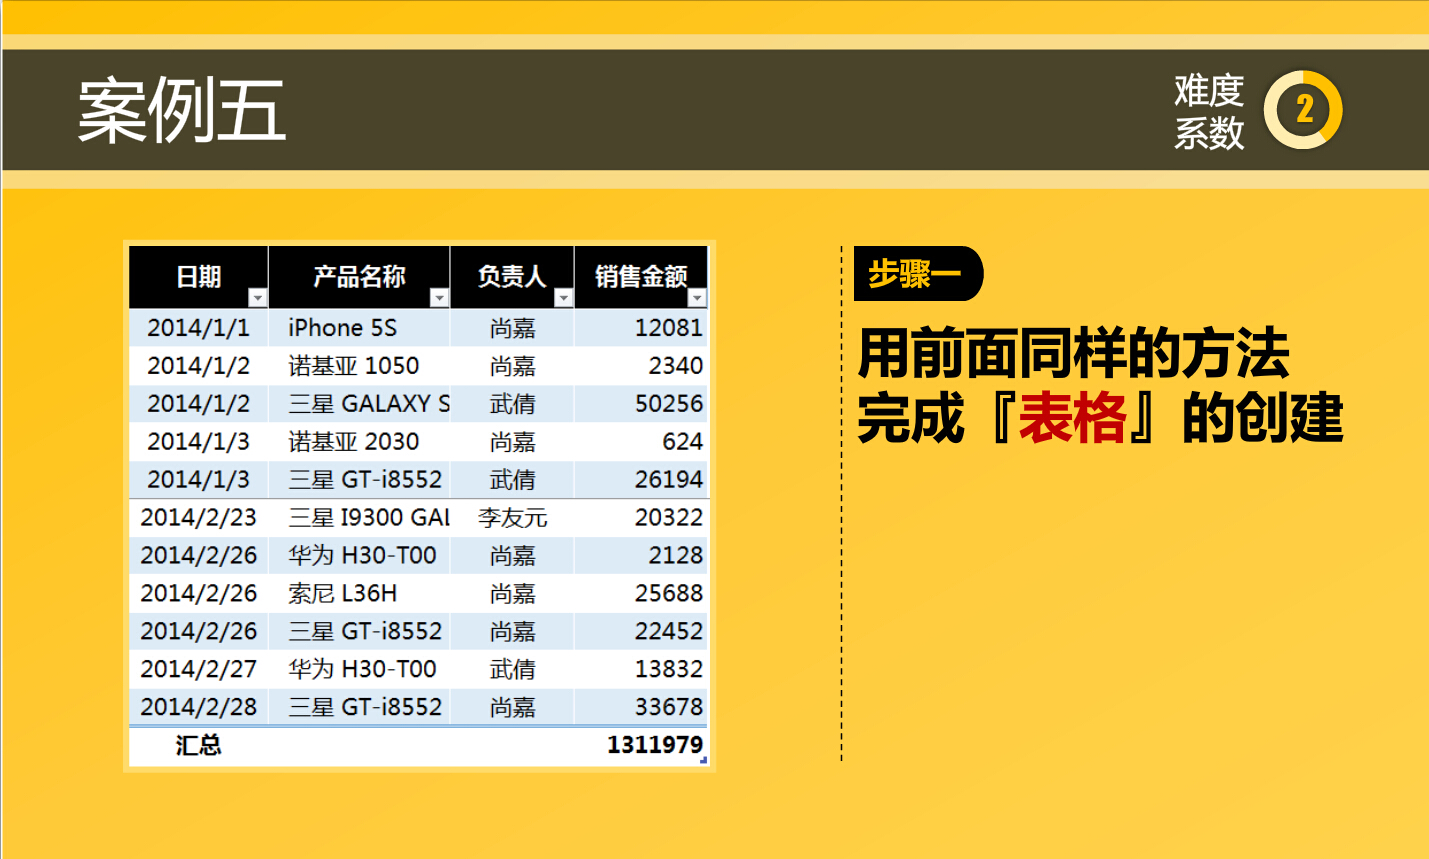 案例五
难度
系数
2
日期 产品名称 负责人 销售金额
2014/1/1 iPhone 5S 尚嘉 12081
2014/1/2 诺基亚 1050 尚嘉 2340
2014/1/2 三星 GALAXY S 武倩 50256
2014/1/3 诺基亚 2030 尚嘉 624
2014/1/3 三星 GT-i8552 武倩 26194
2014/2/23 三星 I9300 GAL 李友元 20322
2014/2/26 华为 H30-T00 尚嘉 2128
2014/2/26 索尼 L36H 尚嘉 25688
2014/2/26 三星 GT-i8552 尚嘉 22452
2014/2/27 华为 H30-T00 武倩 13832
2014/2/28 三星 GT-i8552 尚嘉 33678
汇总 1311979
步骤一
用前面同样的方法
完成『表格』的创建